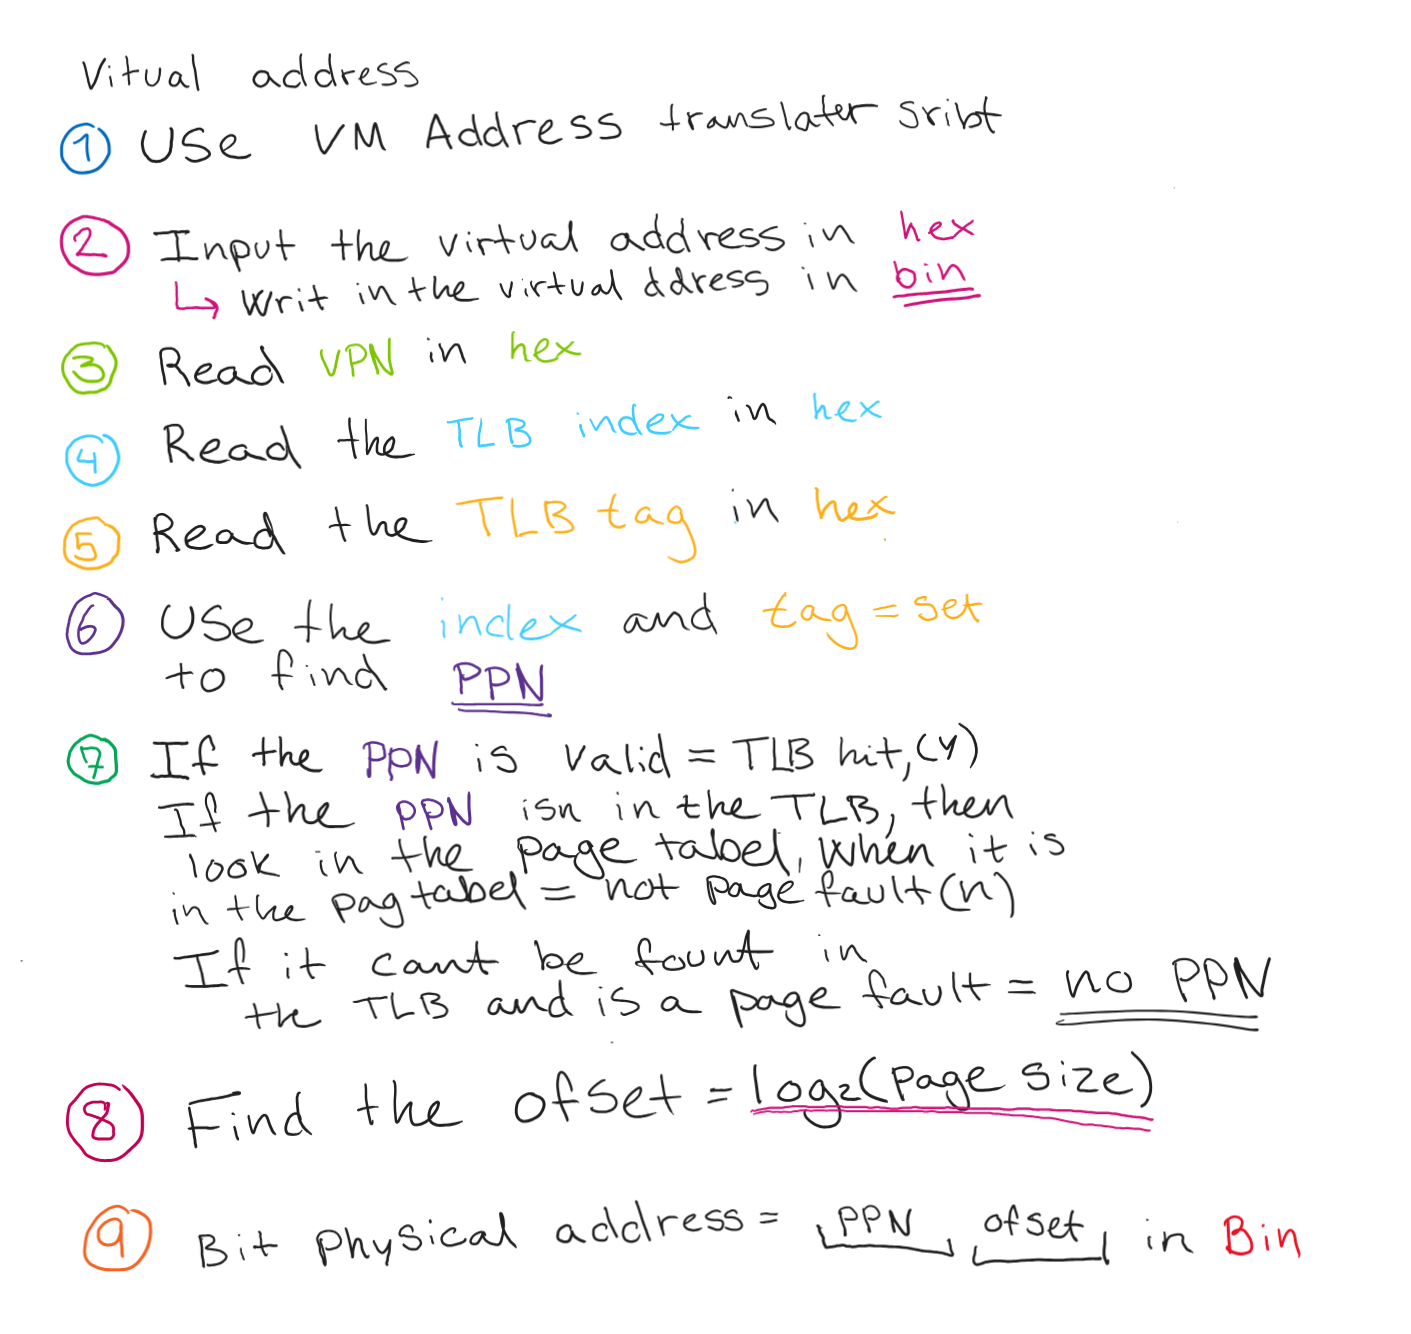 Vitual address
1 Use VM Address translater sribt
2 Input the virtual address in hex
↳ Writ in the virtual ddress in bin
3 Read VPN in hex
4 Read the TLB index in hex
5 Read the TLB tag in hex
6 Use the index and tag = set
to find PPN
7 If the PPN is valid = TLB hit, (Y)
If the PPN isn in the TLB, then
look in the page tabel, when it is
in the pag tabel = not page fault (n)
If it cant be fount in
the TLB and is a page fault = no PPN
8 Find the ofset = log2(page size)
9 Bit physical address = PPN ofset in Bin